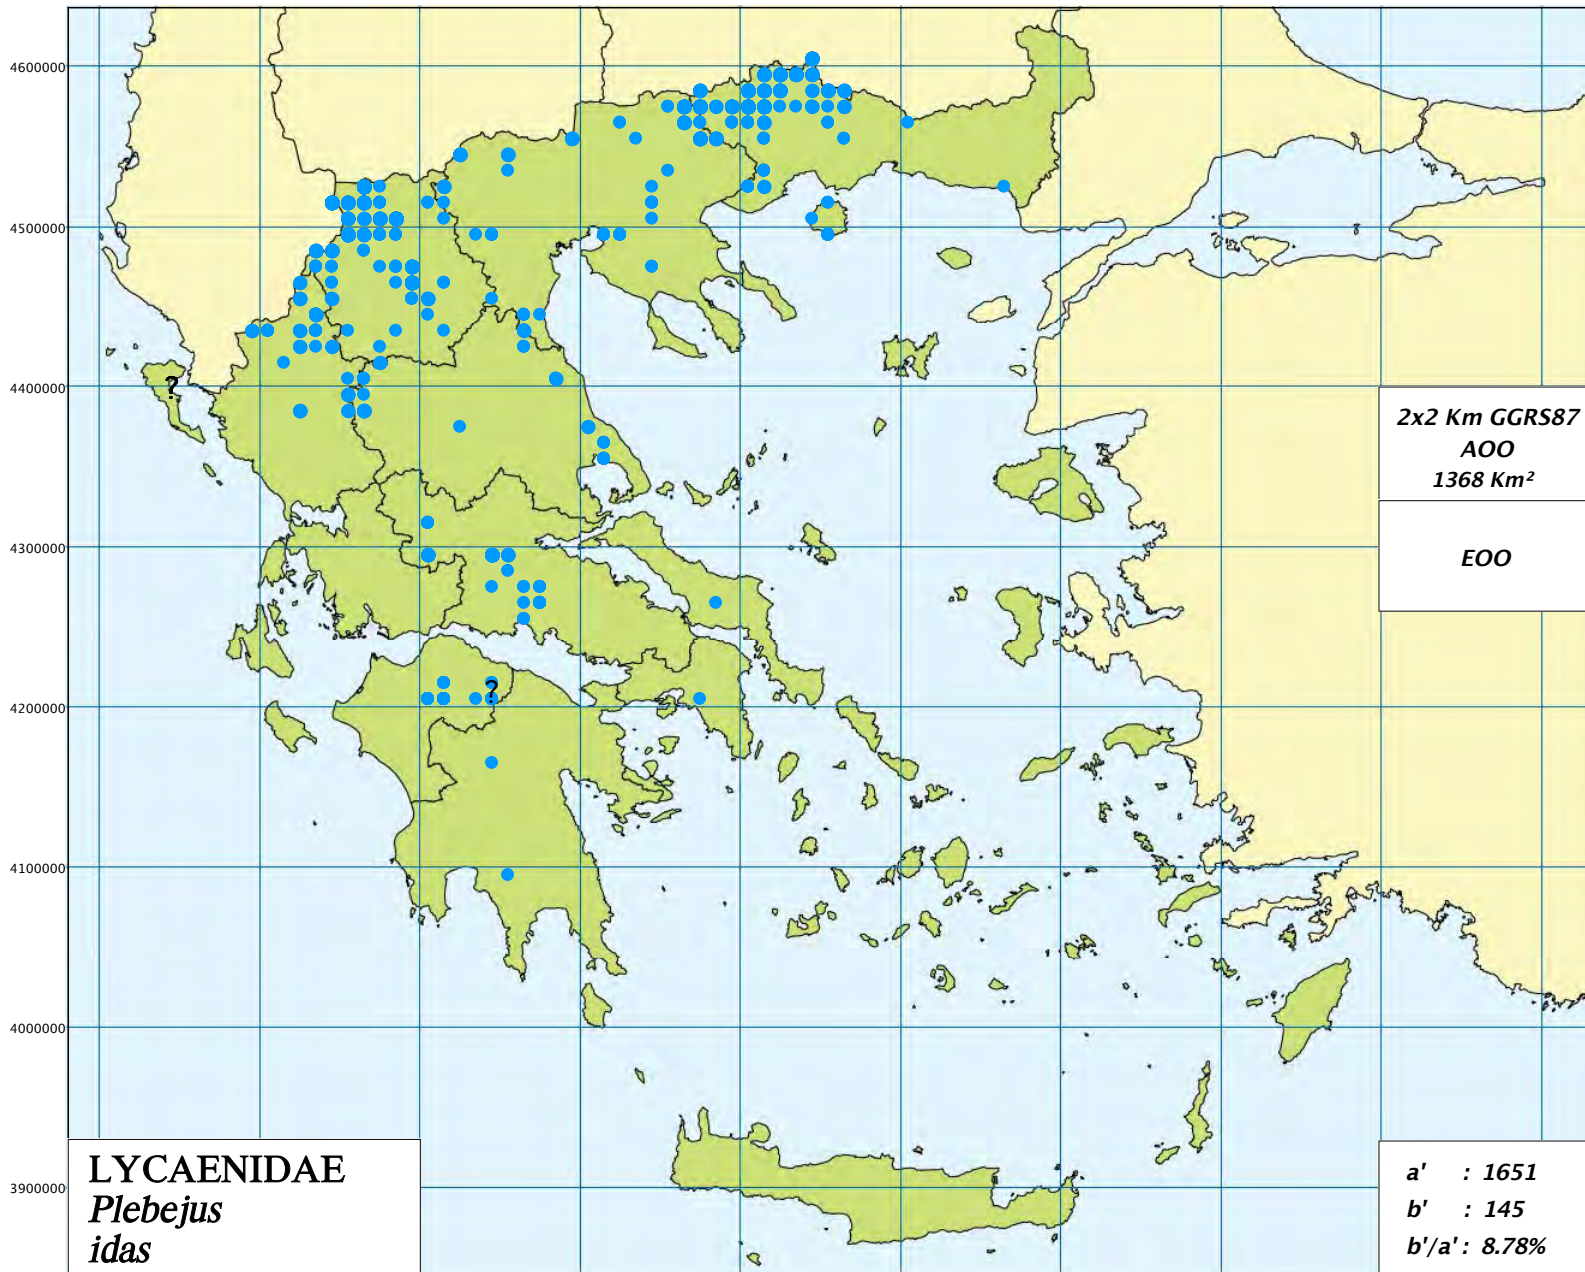 4600000
4500000
4400000
?
2x2 Km GGRS87
AOO
1368 Km²
EOO
4300000
?
4200000
4100000
4000000
3900000
LYCAENIDAE
Plebejus
idas
a' : 1651
b' : 145
b'/a' : 8.78%